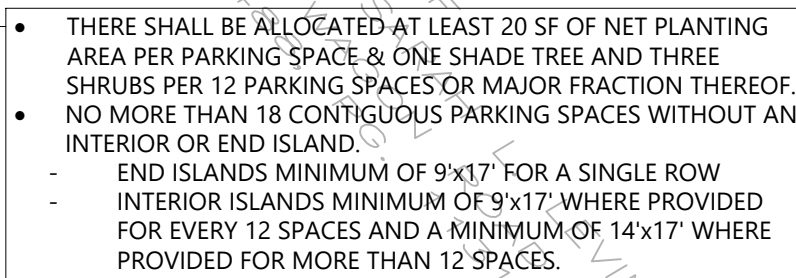 • THERE SHALL BE ALLOCATED AT LEAST 20 SF OF NET PLANTING
AREA PER PARKING SPACE & ONE SHADE TREE AND THREE
SHRUBS PER 12 PARKING SPACES OR MAJOR FRACTION THEREOF.
• NO MORE THAN 18 CONTIGUOUS PARKING SPACES WITHOUT AN
INTERIOR OR END ISLAND.
- END ISLANDS MINIMUM OF 9'x17' FOR A SINGLE ROW
- INTERIOR ISLANDS MINIMUM OF 9'x17' WHERE PROVIDED
FOR EVERY 12 SPACES AND A MINIMUM OF 14'x17' WHERE
PROVIDED FOR MORE THAN 12 SPACES.